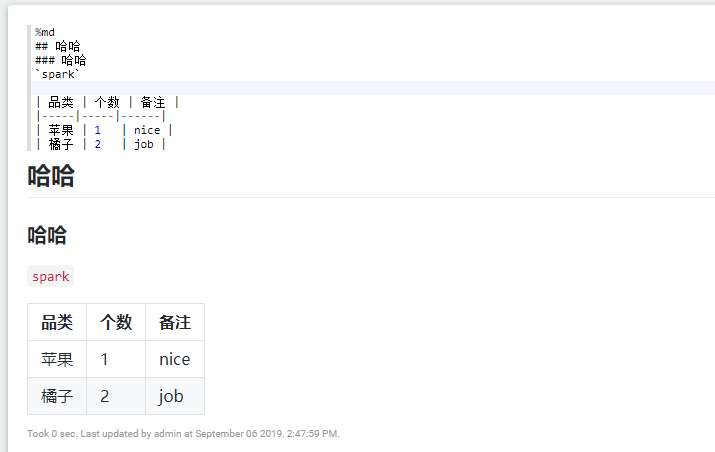 %md
## 哈哈
### 哈哈
`spark`
| 品类 | 个数 | 备注 |
|-----|-----|------|
| 苹果 | 1   | nice |
| 橘子 | 2   | job |
哈哈
哈哈
spark
品类 个数 备注
苹果 1 nice
橘子 2 job
Took 0 sec. Last updated by admin at September 06 2019, 2:47:59 PM.